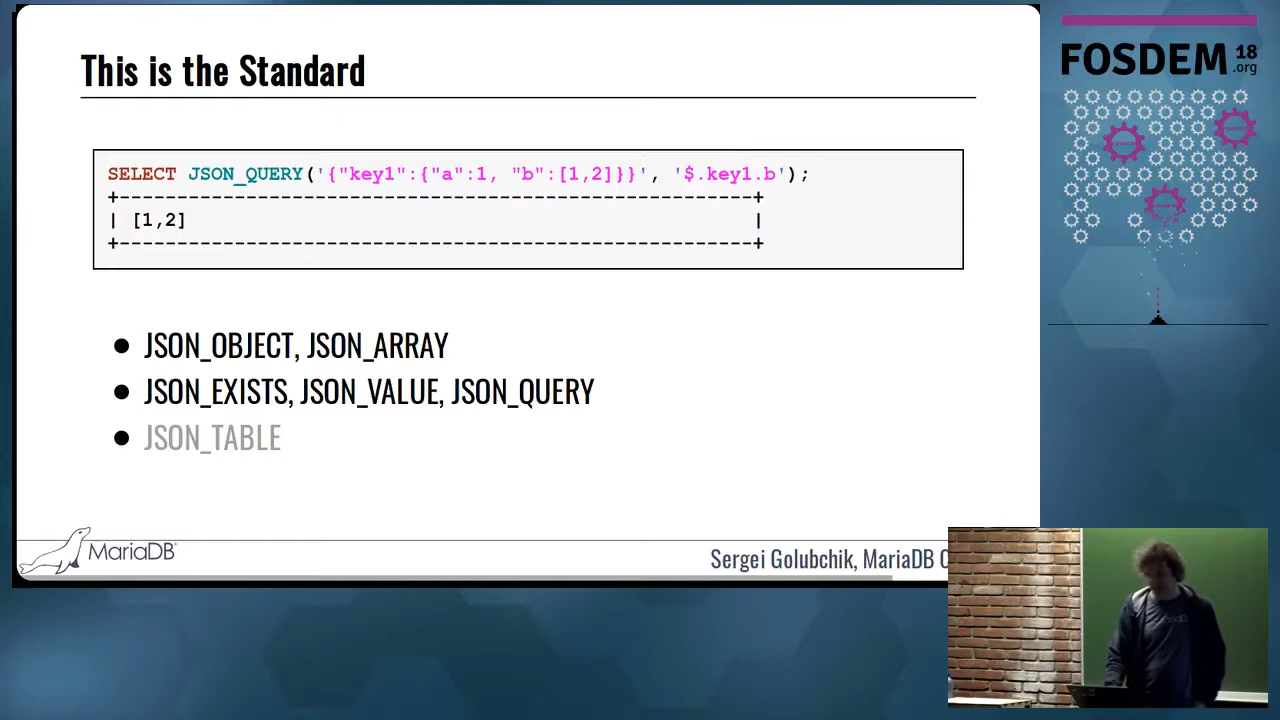 This is the Standard
SELECT JSON_QUERY('{"key1":{"a":1, "b":[1,2]}}', '$.key1.b');
+------------------------------------------------------+
| [1,2] |
+------------------------------------------------------+
● JSON_OBJECT, JSON_ARRAY
● JSON_EXISTS, JSON_VALUE, JSON_QUERY
● JSON_TABLE
MariaDB
Sergei Golubchik, MariaDB
FOSDEM 18
.org